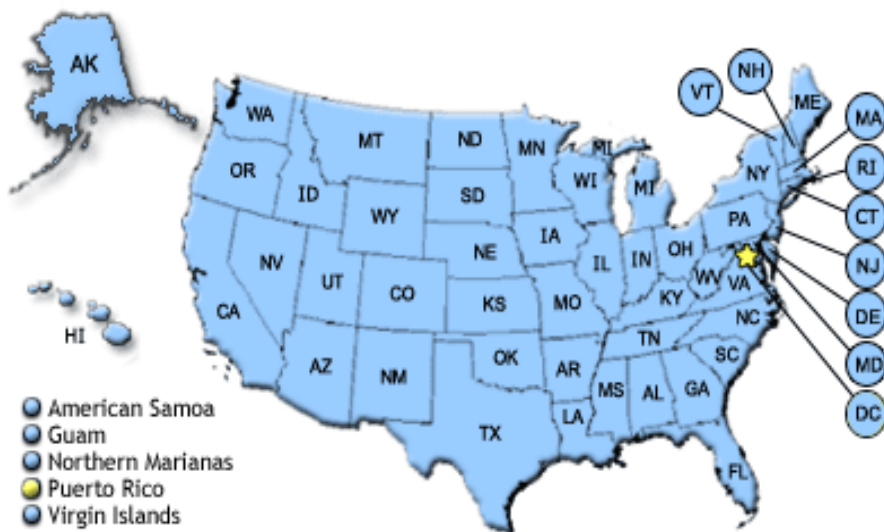 AK
NH
VT
ME
MA
WA
MT
ND
MN
MI
RI
OR
ID
SD
WI
MI
NY
CT
WY
IA
PA
NJ
NE
OH
NV
UT
CO
IL
IN
WV
VA
DE
CA
KS
MO
KY
NC
HI
TN
MD
AZ
NM
OK
AR
SC
DC
MS
AL
GA
TX
LA
FL
American Samoa
Guam
Northern Marianas
Puerto Rico
Virgin Islands